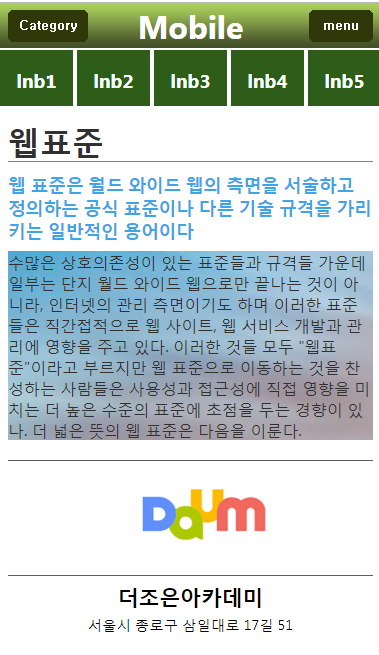 Category
Mobile
menu
lnb1 lnb2 lnb3 lnb4 lnb5
웹표준
웹 표준은 월드 와이드 웹의 측면을 서술하고
정의하는 공식 표준이나 다른 기술 규격을 가리
키는 일반적인 용어이다
수많은 상호의존성이 있는 표준들과 규격들 가운데
일부는 단지 월드 와이드 웹으로만 끝나는 것이 아
니라, 인터넷의 관리 측면이기도 하며 이러한 표준
들은 직간접적으로 웹 사이트, 웹 서비스 개발과 관
리에 영향을 주고 있다. 이러한 것들 모두 "웹표
준"이라고 부르지만 웹 표준으로 이동하는 것을 찬
성하는 사람들은 사용성과 접근성에 직접 영향을 미
치는 더 높은 수준의 표준에 초점을 두는 경향이 있
나. 더 넓은 뜻의 웹 표준은 다음을 이룬다.
Daum
더조은아카데미
서울시 종로구 삼일대로 17길 51